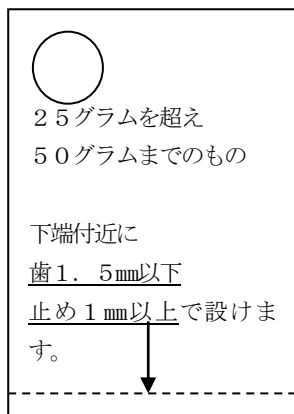 ２５グラムを超え
５０グラムまでのもの
下端付近に
歯１．５㎜以下
止め１㎜以上で設けま
す。